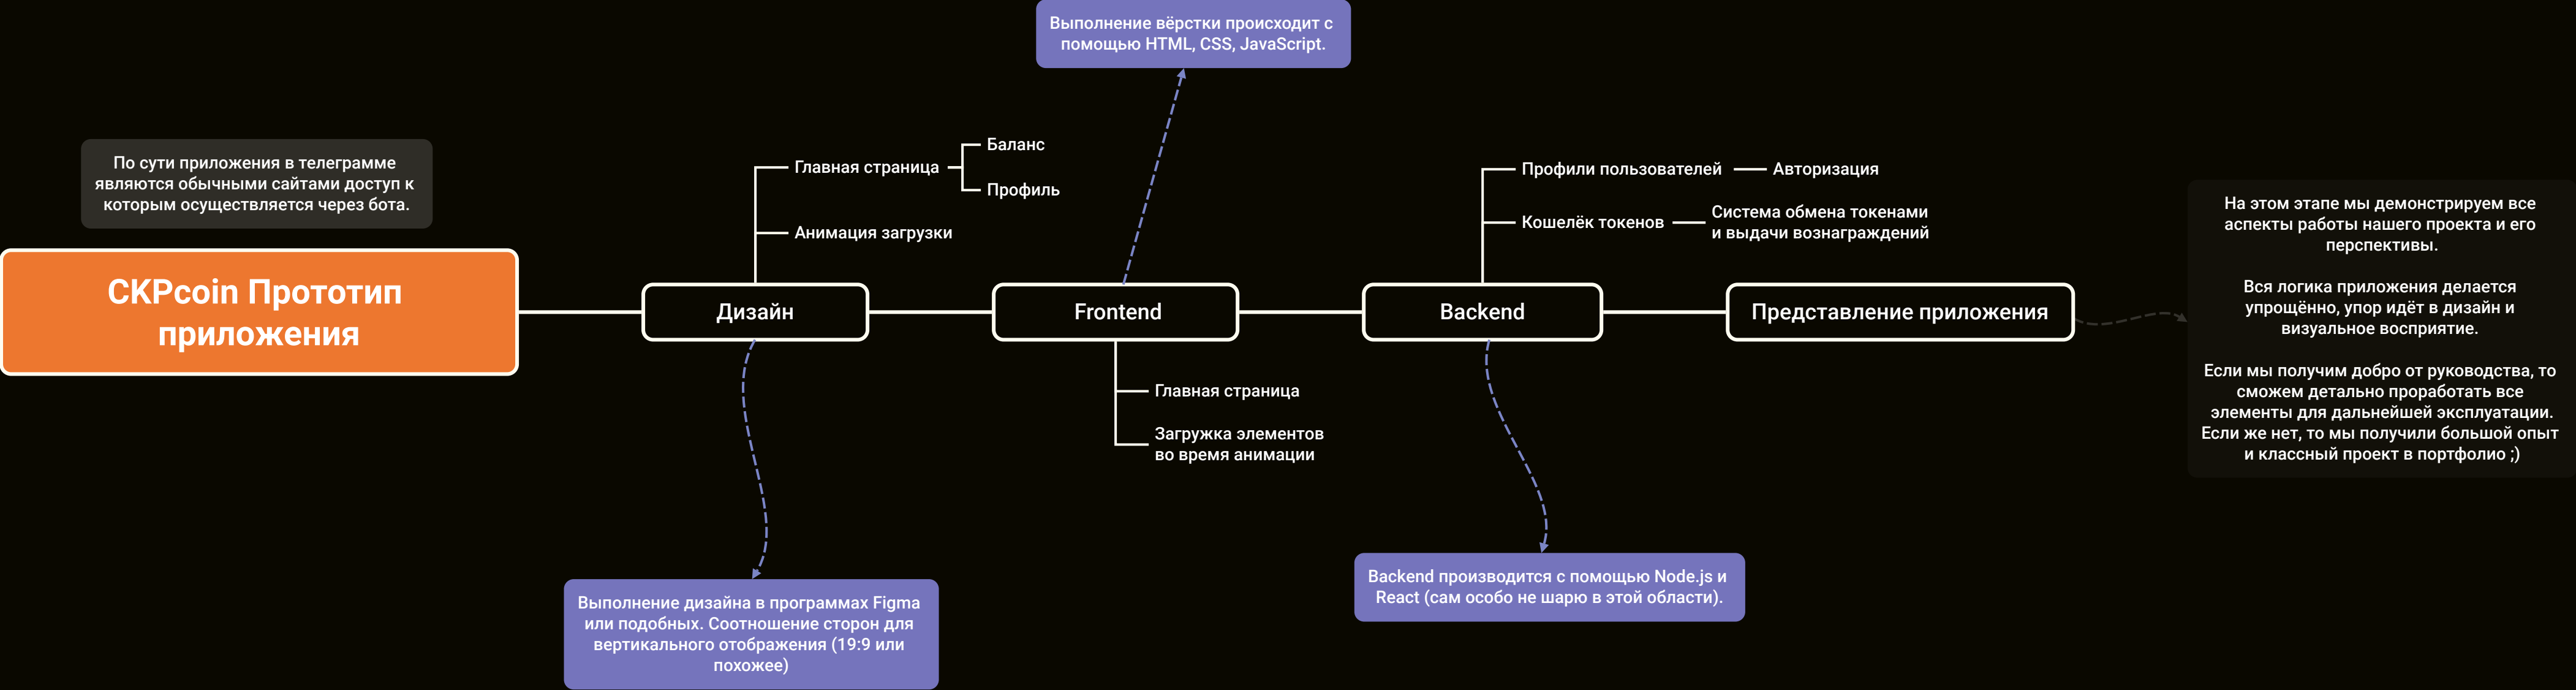 По сути приложения в телеграмме
являются обычными сайтами доступ к
которым осуществляется через бота.
CKPcoin Прототип
приложения
Дизайн
Главная страница
Баланс
Профиль
Анимация загрузки
Выполнение дизайна в программах Figma
или подобных. Соотношение сторон для
вертикального отображения (19:9 или
похожее)
Выполнение вёрстки происходит с
помощью HTML, CSS, JavaScript.
Frontend
Главная страница
Загружка элементов
во время анимации
Backend
Профили пользователей
Авторизация
Кошелёк токенов
Система обмена токенами
и выдачи вознаграждений
Backend производится с помощью Node.js и
React (сам особо не шарю в этой области).
Представление приложения
На этом этапе мы демонстрируем все
аспекты работы нашего проекта и его
перспективы.
Вся логика приложения делается
упрощённо, упор идёт в дизайн и
визуальное восприятие.
Если мы получим добро от руководства, то
сможем детально проработать все
элементы для дальнейшей эксплуатации.
Если же нет, то мы получили большой опыт
и классный проект в портфолио ;)